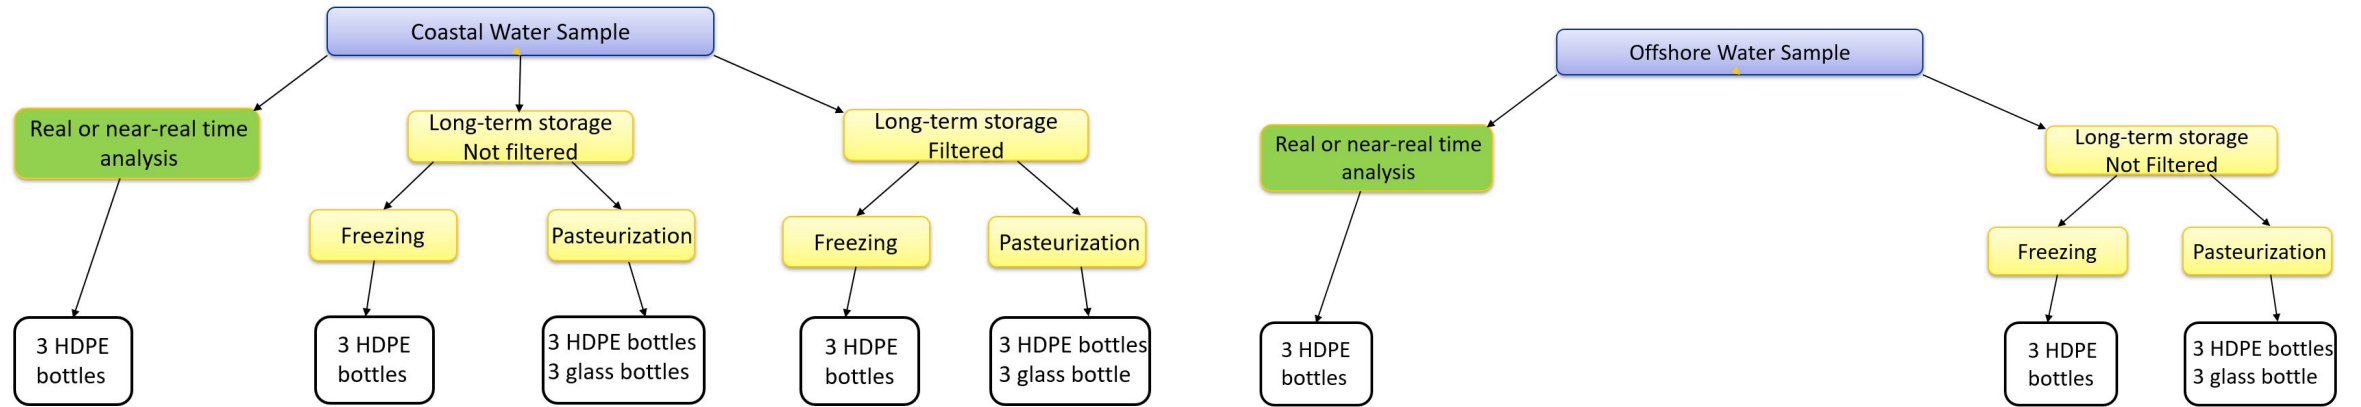 Coastal Water Sample
Real or near-real time
analysis
Long-term storage
Not filtered
Long-term storage
Filtered
Freezing
Pasteurization
Freezing
Pasteurization
3 HDPE
bottles
3 HDPE
bottles
3 HDPE bottles
3 glass bottles
3 HDPE
bottles
3 HDPE bottles
3 glass bottle
Offshore Water Sample
Real or near-real time
analysis
Long-term storage
Not Filtered
Freezing
Pasteurization
3 HDPE
bottles
3 HDPE
bottles
3 HDPE bottles
3 glass bottle